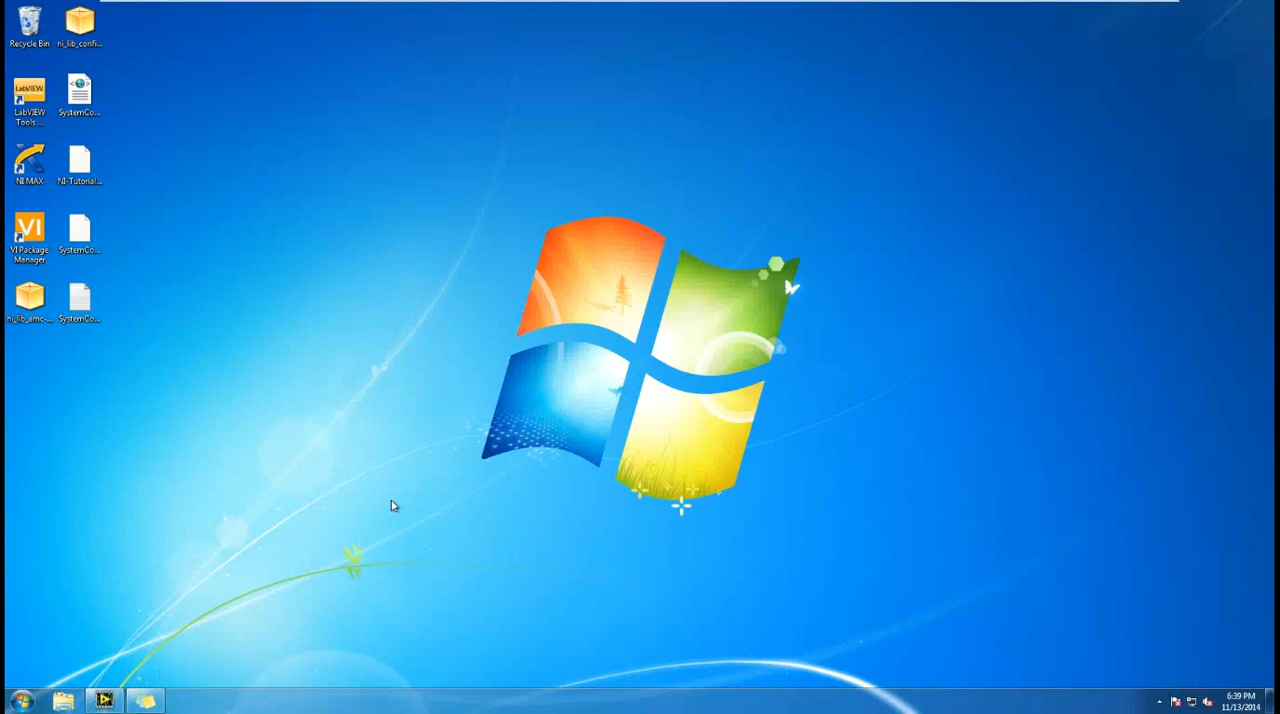 Recycle Bin
ni_lib_confi...
LabVIEW
LabVIEW
Tools ...
SystemCo...
NI MAX
NI-Tutorial...
VI
VI Package
Manager
SystemCo...
ni_lib_amc-...
SystemCo...
6:39 PM
11/13/2014